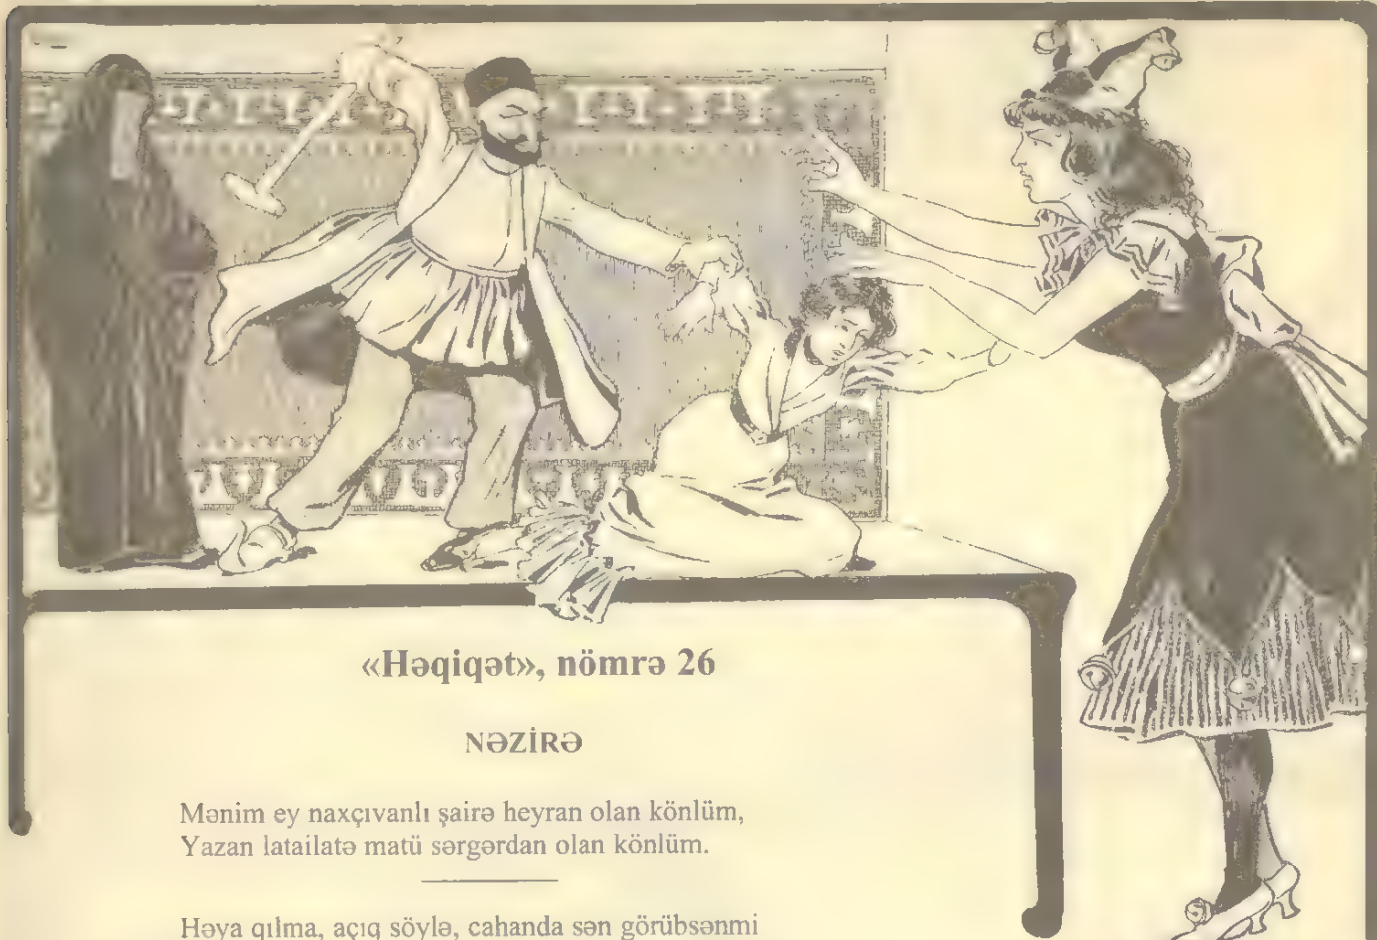 «Həqiqət», nömrə 26
NƏZİRƏ
Mənim ey naxçıvanlı şairə heyran olan könlüm,
Yazan latailatə matü sərgərdan olan könlüm.
Həya qılma, açıq söylə, cahanda sən görübsənmi